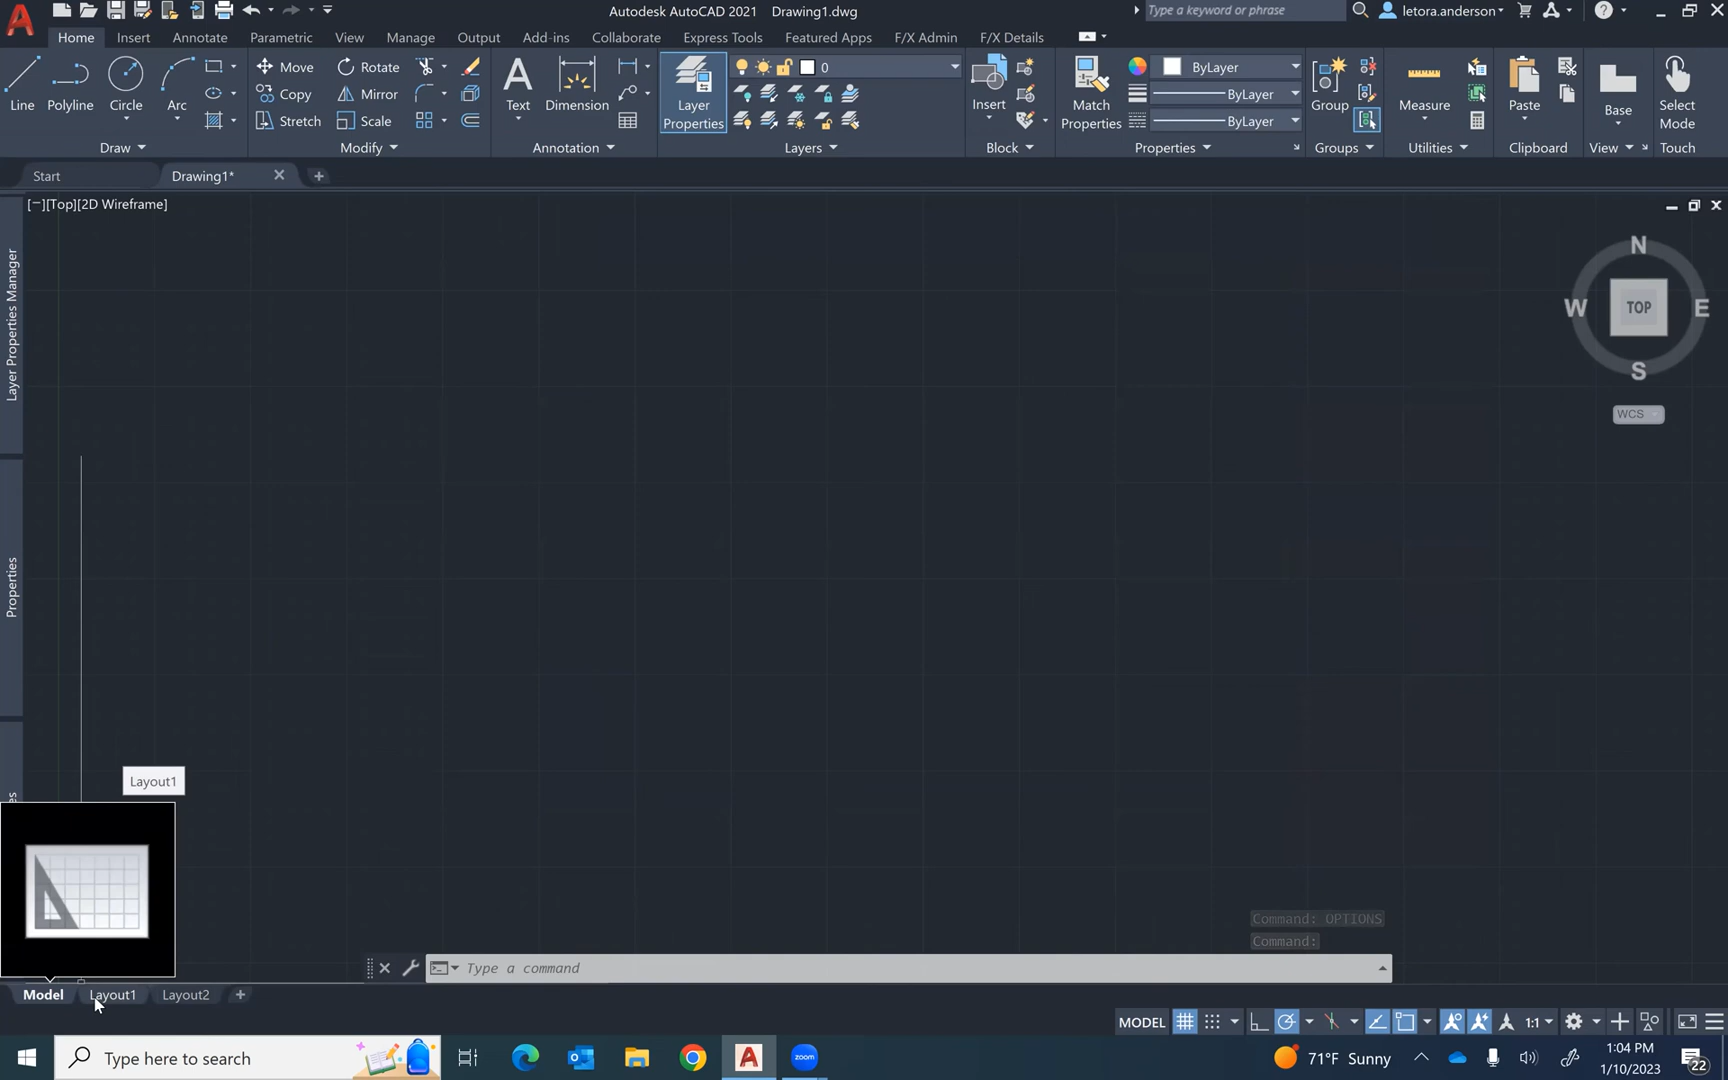 Autodesk AutoCAD 2021 Drawing1.dwg
Type a keyword or phrase
letora.anderson
Home Insert Annotate Parametric View Manage Output Add-ins Collaborate Express Tools Featured Apps F/X Admin F/X Details
Line Polyline Circle Arc
Move Rotate
Copy Mirror
Stretch Scale
Text Dimension
Layer Properties
0
Insert
Match Properties
ByLayer
ByLayer
ByLayer
Group
Measure
Paste
Base
Select Mode
Draw Modify Annotation Layers Block Properties Groups Utilities Clipboard View Touch
Start Drawing1*
[−][Top][2D Wireframe]
N
W TOP E
S
WCS
Layer Properties Manager
Properties
es
Layout1
Command: OPTIONS
Command:
Type a command
Model Layout1 Layout2
MODEL 1:1
Type here to search
71°F Sunny
1:04 PM
1/10/2023
22